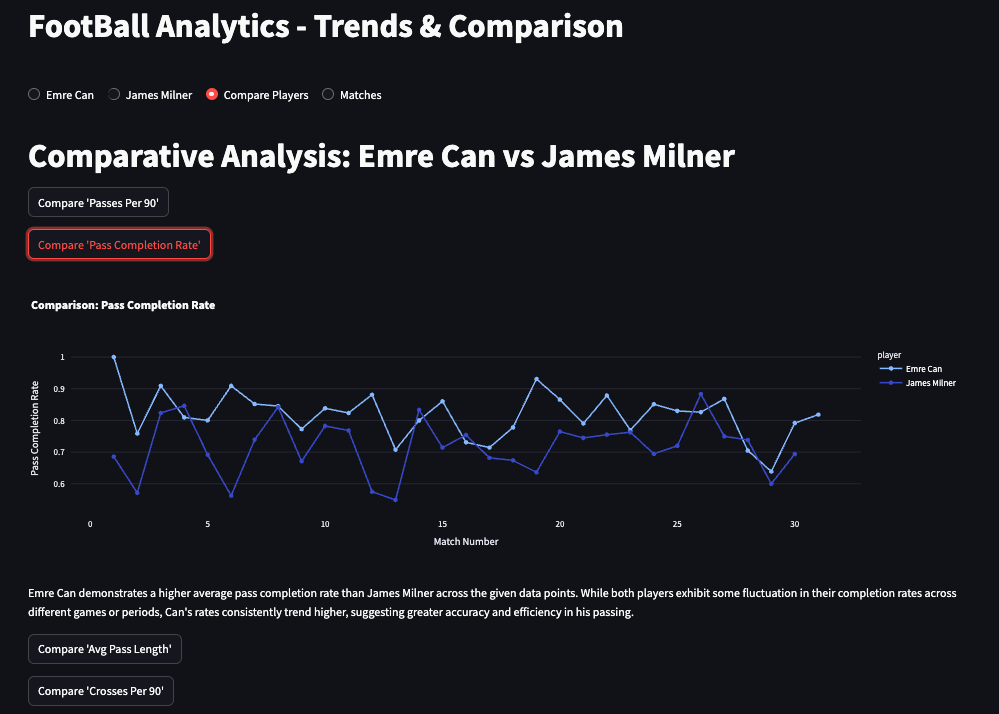 FootBall Analytics - Trends & Comparison
Emre Can James Milner Compare Players Matches
Comparative Analysis: Emre Can vs James Milner
Compare 'Passes Per 90'
Compare 'Pass Completion Rate'
Comparison: Pass Completion Rate
player
Emre Can
James Milner
Pass Completion Rate
1
0.9
0.8
0.7
0.6
0 5 10 15 20 25 30
Match Number
Emre Can demonstrates a higher average pass completion rate than James Milner across the given data points. While both players exhibit some fluctuation in their completion rates across
different games or periods, Can's rates consistently trend higher, suggesting greater accuracy and efficiency in his passing.
Compare 'Avg Pass Length'
Compare 'Crosses Per 90'